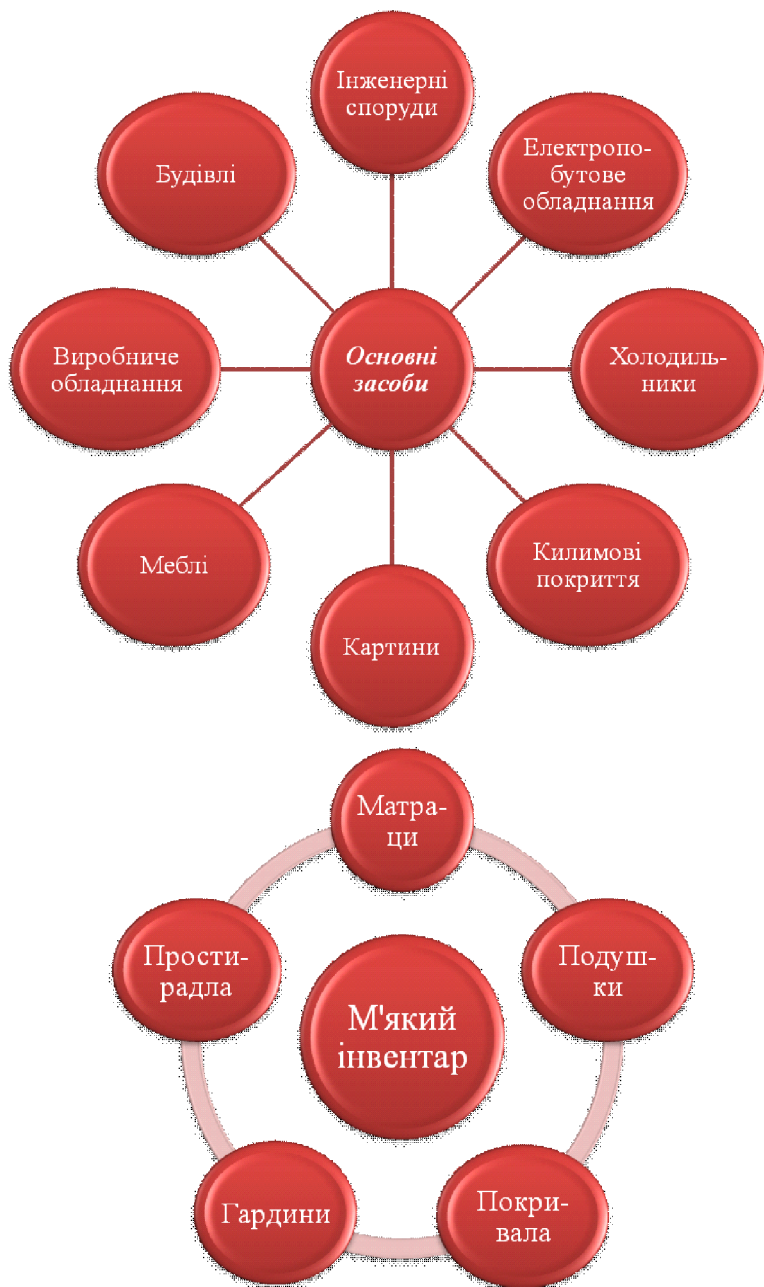 Інженерні
споруди
Електропо-
бутове
обладнання
Будівлі
Виробниче
обладнання
Основні
засоби
Холодиль-
ники
Меблі
Килимові
покриття
Картини
Матра-
ци
Прости-
радла
Подуш-
ки
М'який
інвентар
Гардини
Покри-
вала